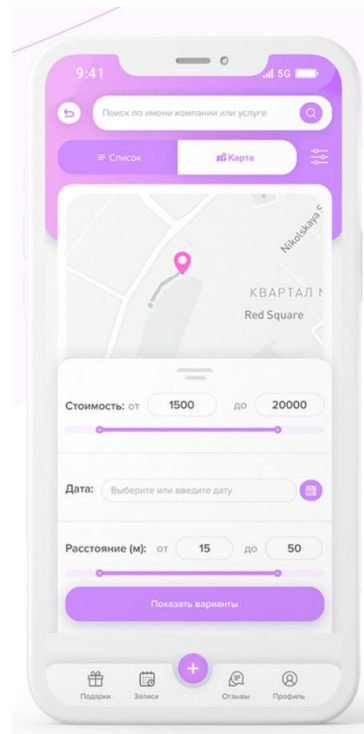 9:41
5G
Поиск по имени компании или услуге
Список
Карта
Nikolskaya S
КВАРТАЛ №
Red Square
Стоимость: от 1500 до 20000
Дата: Выберите или введите дату
Расстояние (м): от 15 до 50
Показать варианты
Подарки Записи + Отзывы Профиль